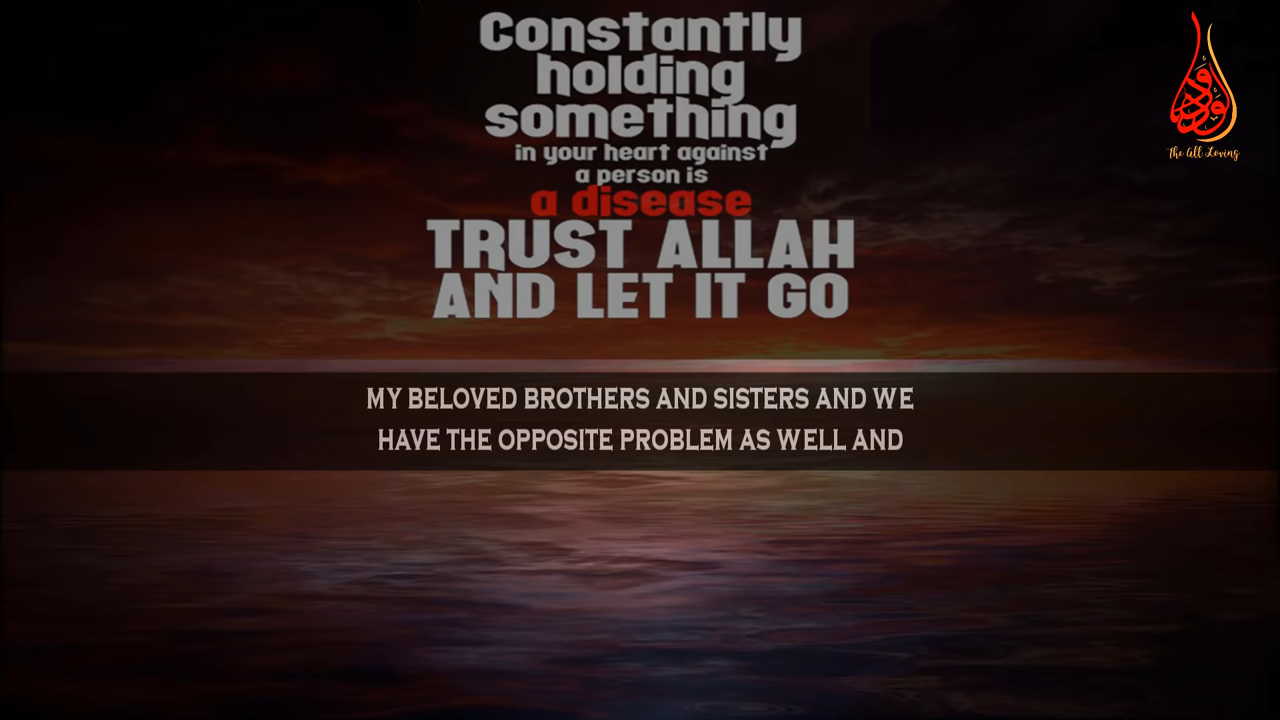 Constantly
holding
something
in your heart against
a person is
a disease
TRUST ALLAH
AND LET IT GO
الودود
The All Loving
MY BELOVED BROTHERS AND SISTERS AND WE
HAVE THE OPPOSITE PROBLEM AS WELL AND